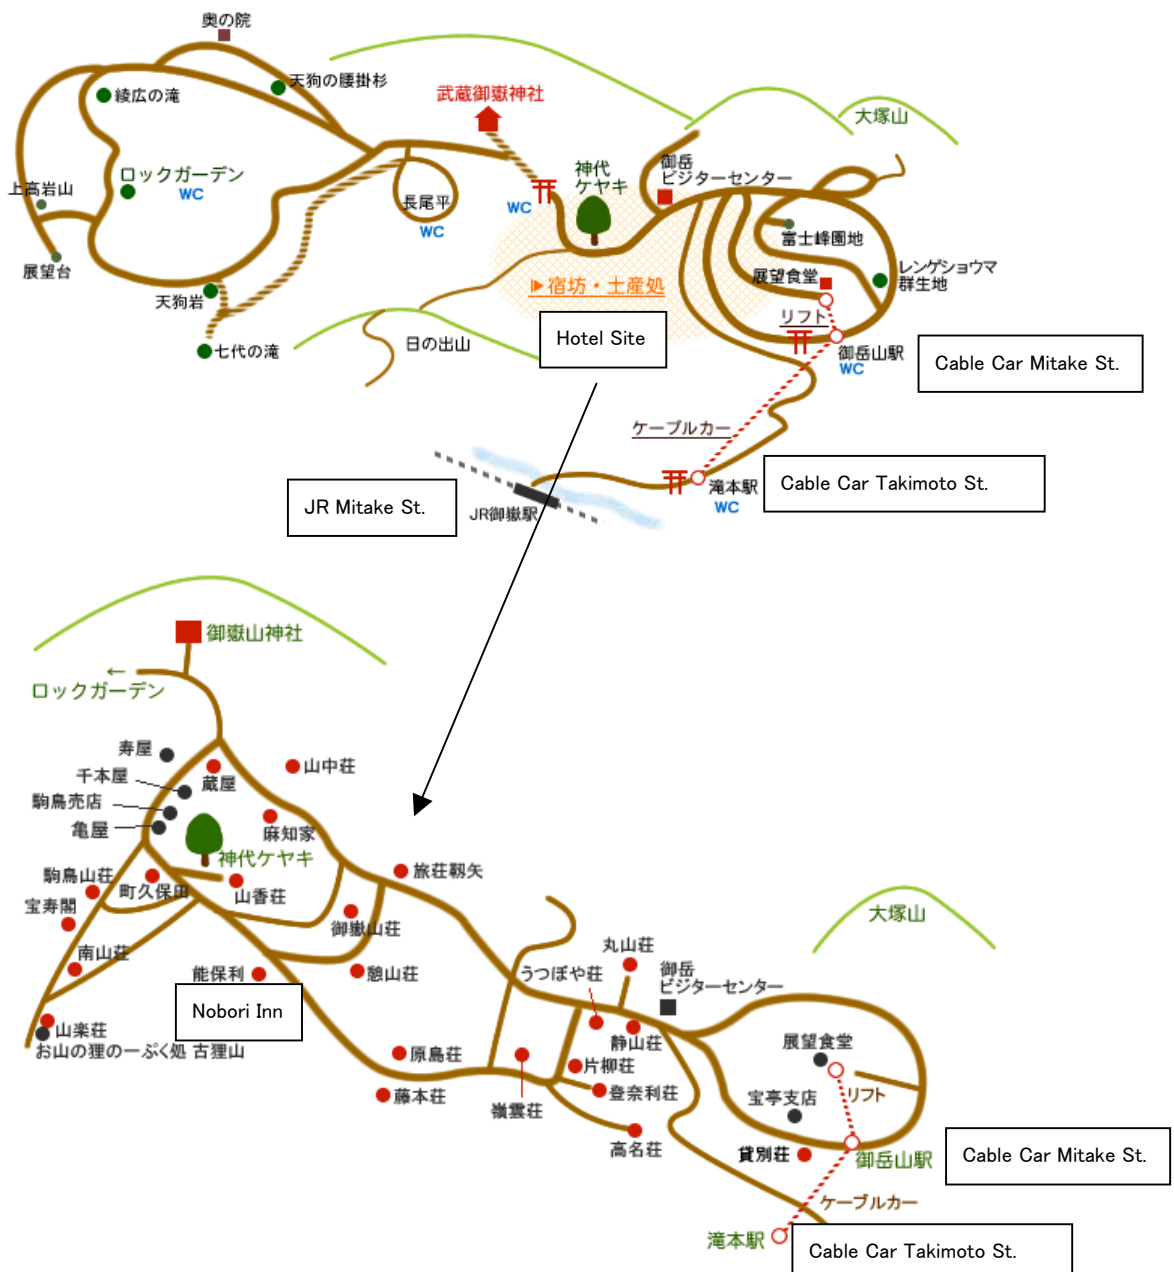 奥の院
天狗の腰掛杉
綾広の滝
武蔵御嶽神社
大塚山
ロックガーデン
WC
上高岩山
展望台
長尾平
WC
WC
神代
ケヤキ
御岳
ビジターセンター
富士峰園地
レンゲショウマ
群生地
展望食堂
リフト
天狗岩
七代の滝
宿坊・土産処
日の出山
Hotel Site
御岳山駅
WC
Cable Car Mitake St.
ケーブルカー
滝本駅
WC
Cable Car Takimoto St.
JR Mitake St.
JR御嶽駅
御嶽山神社
←
ロックガーデン
寿屋
千本屋
駒鳥売店
亀屋
蔵屋
山中荘
麻知家
神代ケヤキ
旅荘靱矢
駒鳥山荘
町久保田
山香荘
宝寿閣
御嶽山荘
南山荘
能保利
憩山荘
Nobori Inn
山楽荘
お山の狸の一ぷく処 古狸山
原島荘
藤本荘
嶺雲荘
うつぼや荘
丸山荘
御岳
ビジターセンター
大塚山
静山荘
片柳荘
登奈利荘
高名荘
展望食堂
リフト
宝亭支店
貸別荘
御岳山駅
Cable Car Mitake St.
ケーブルカー
滝本駅
Cable Car Takimoto St.